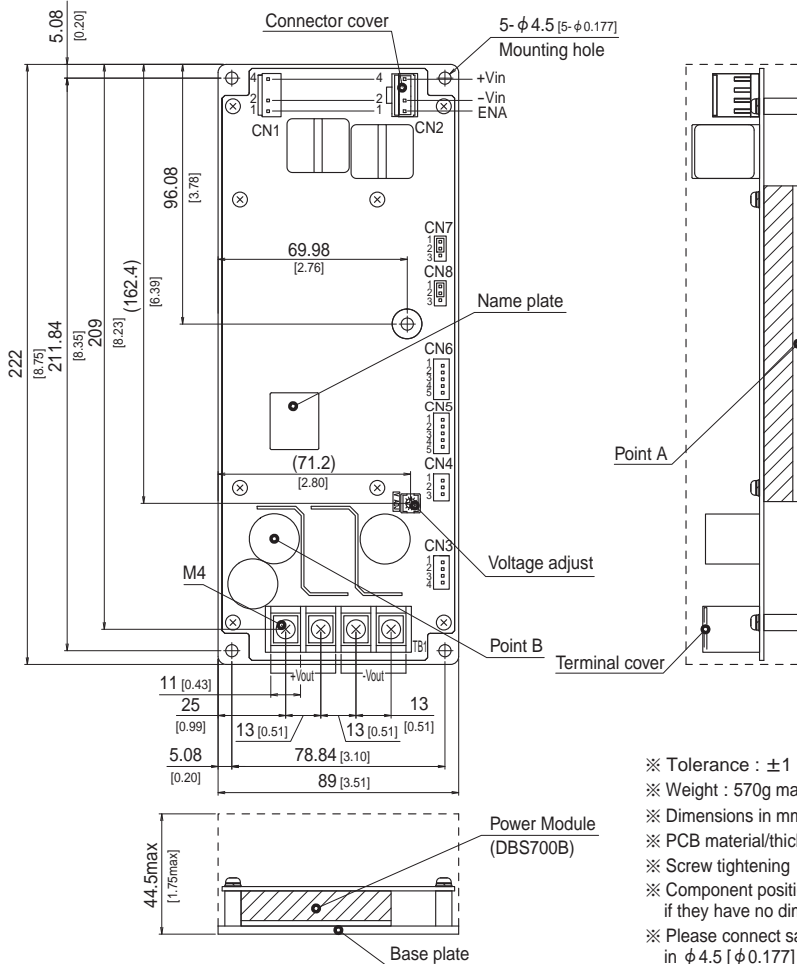 5.08
[0.20]
Connector cover
5-φ4.5 [5-φ0.177]
Mounting hole
4
2
1
CN1
4
2
1
CN2
+Vin
−Vin
ENA
96.08
[3.78]
69.98
[2.76]
CN7
1
2
3
CN8
1
2
3
(162.4)
[6.39]
209
[8.23]
211.84
[8.35]
222
[8.75]
Name plate
CN6
1
2
3
4
5
CN5
1
2
3
4
5
(71.2)
[2.80]
CN4
1
2
3
Point A
Voltage adjust
CN3
1
2
3
4
M4
Point B
TB1
Terminal cover
+Vout
-Vout
11 [0.43]
25
[0.99]
13 [0.51]
13 [0.51]
13
[0.51]
5.08
[0.20]
78.84 [3.10]
89 [3.51]
44.5max
[1.75max]
Power Module
(DBS700B)
Base plate
※ Tolerance : ±1
※ Weight : 570g ma
※ Dimensions in mm
※ PCB material/thic
※ Screw tightening
※ Component positi
if they have no di
※ Please connect sa
in φ4.5 [φ0.177]